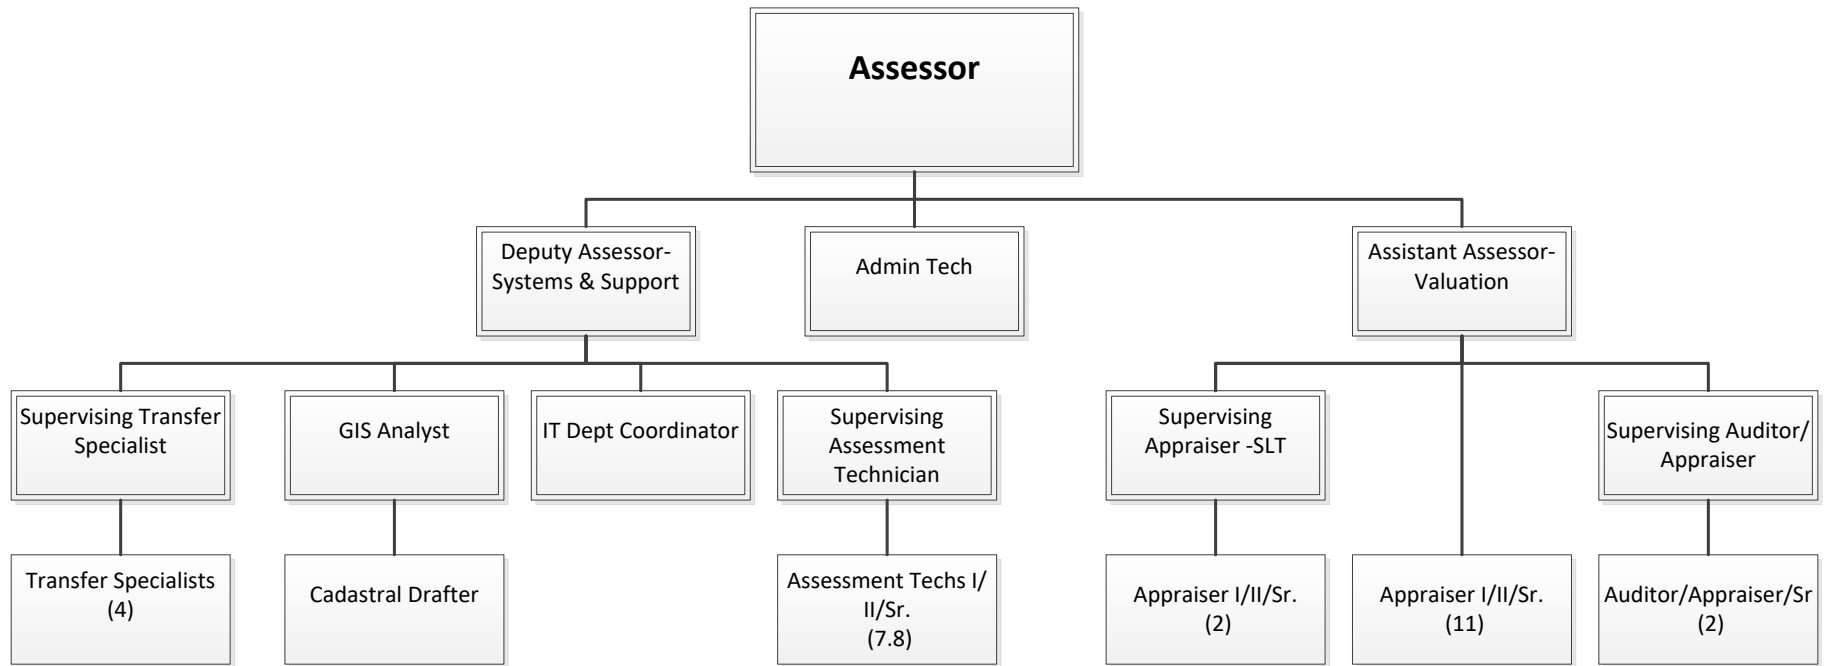 Assessor
Deputy Assessor-
Systems & Support
Admin Tech
Assistant Assessor-
Valuation
Supervising Transfer
Specialist
GIS Analyst
IT Dept Coordinator
Supervising
Assessment
Technician
Supervising
Appraiser -SLT
Supervising Auditor/
Appraiser
Transfer Specialists
(4)
Cadastral Drafter
Assessment Techs I/
II/Sr.
(7.8)
Appraiser I/II/Sr.
(2)
Appraiser I/II/Sr.
(11)
Auditor/Appraiser/Sr
(2)